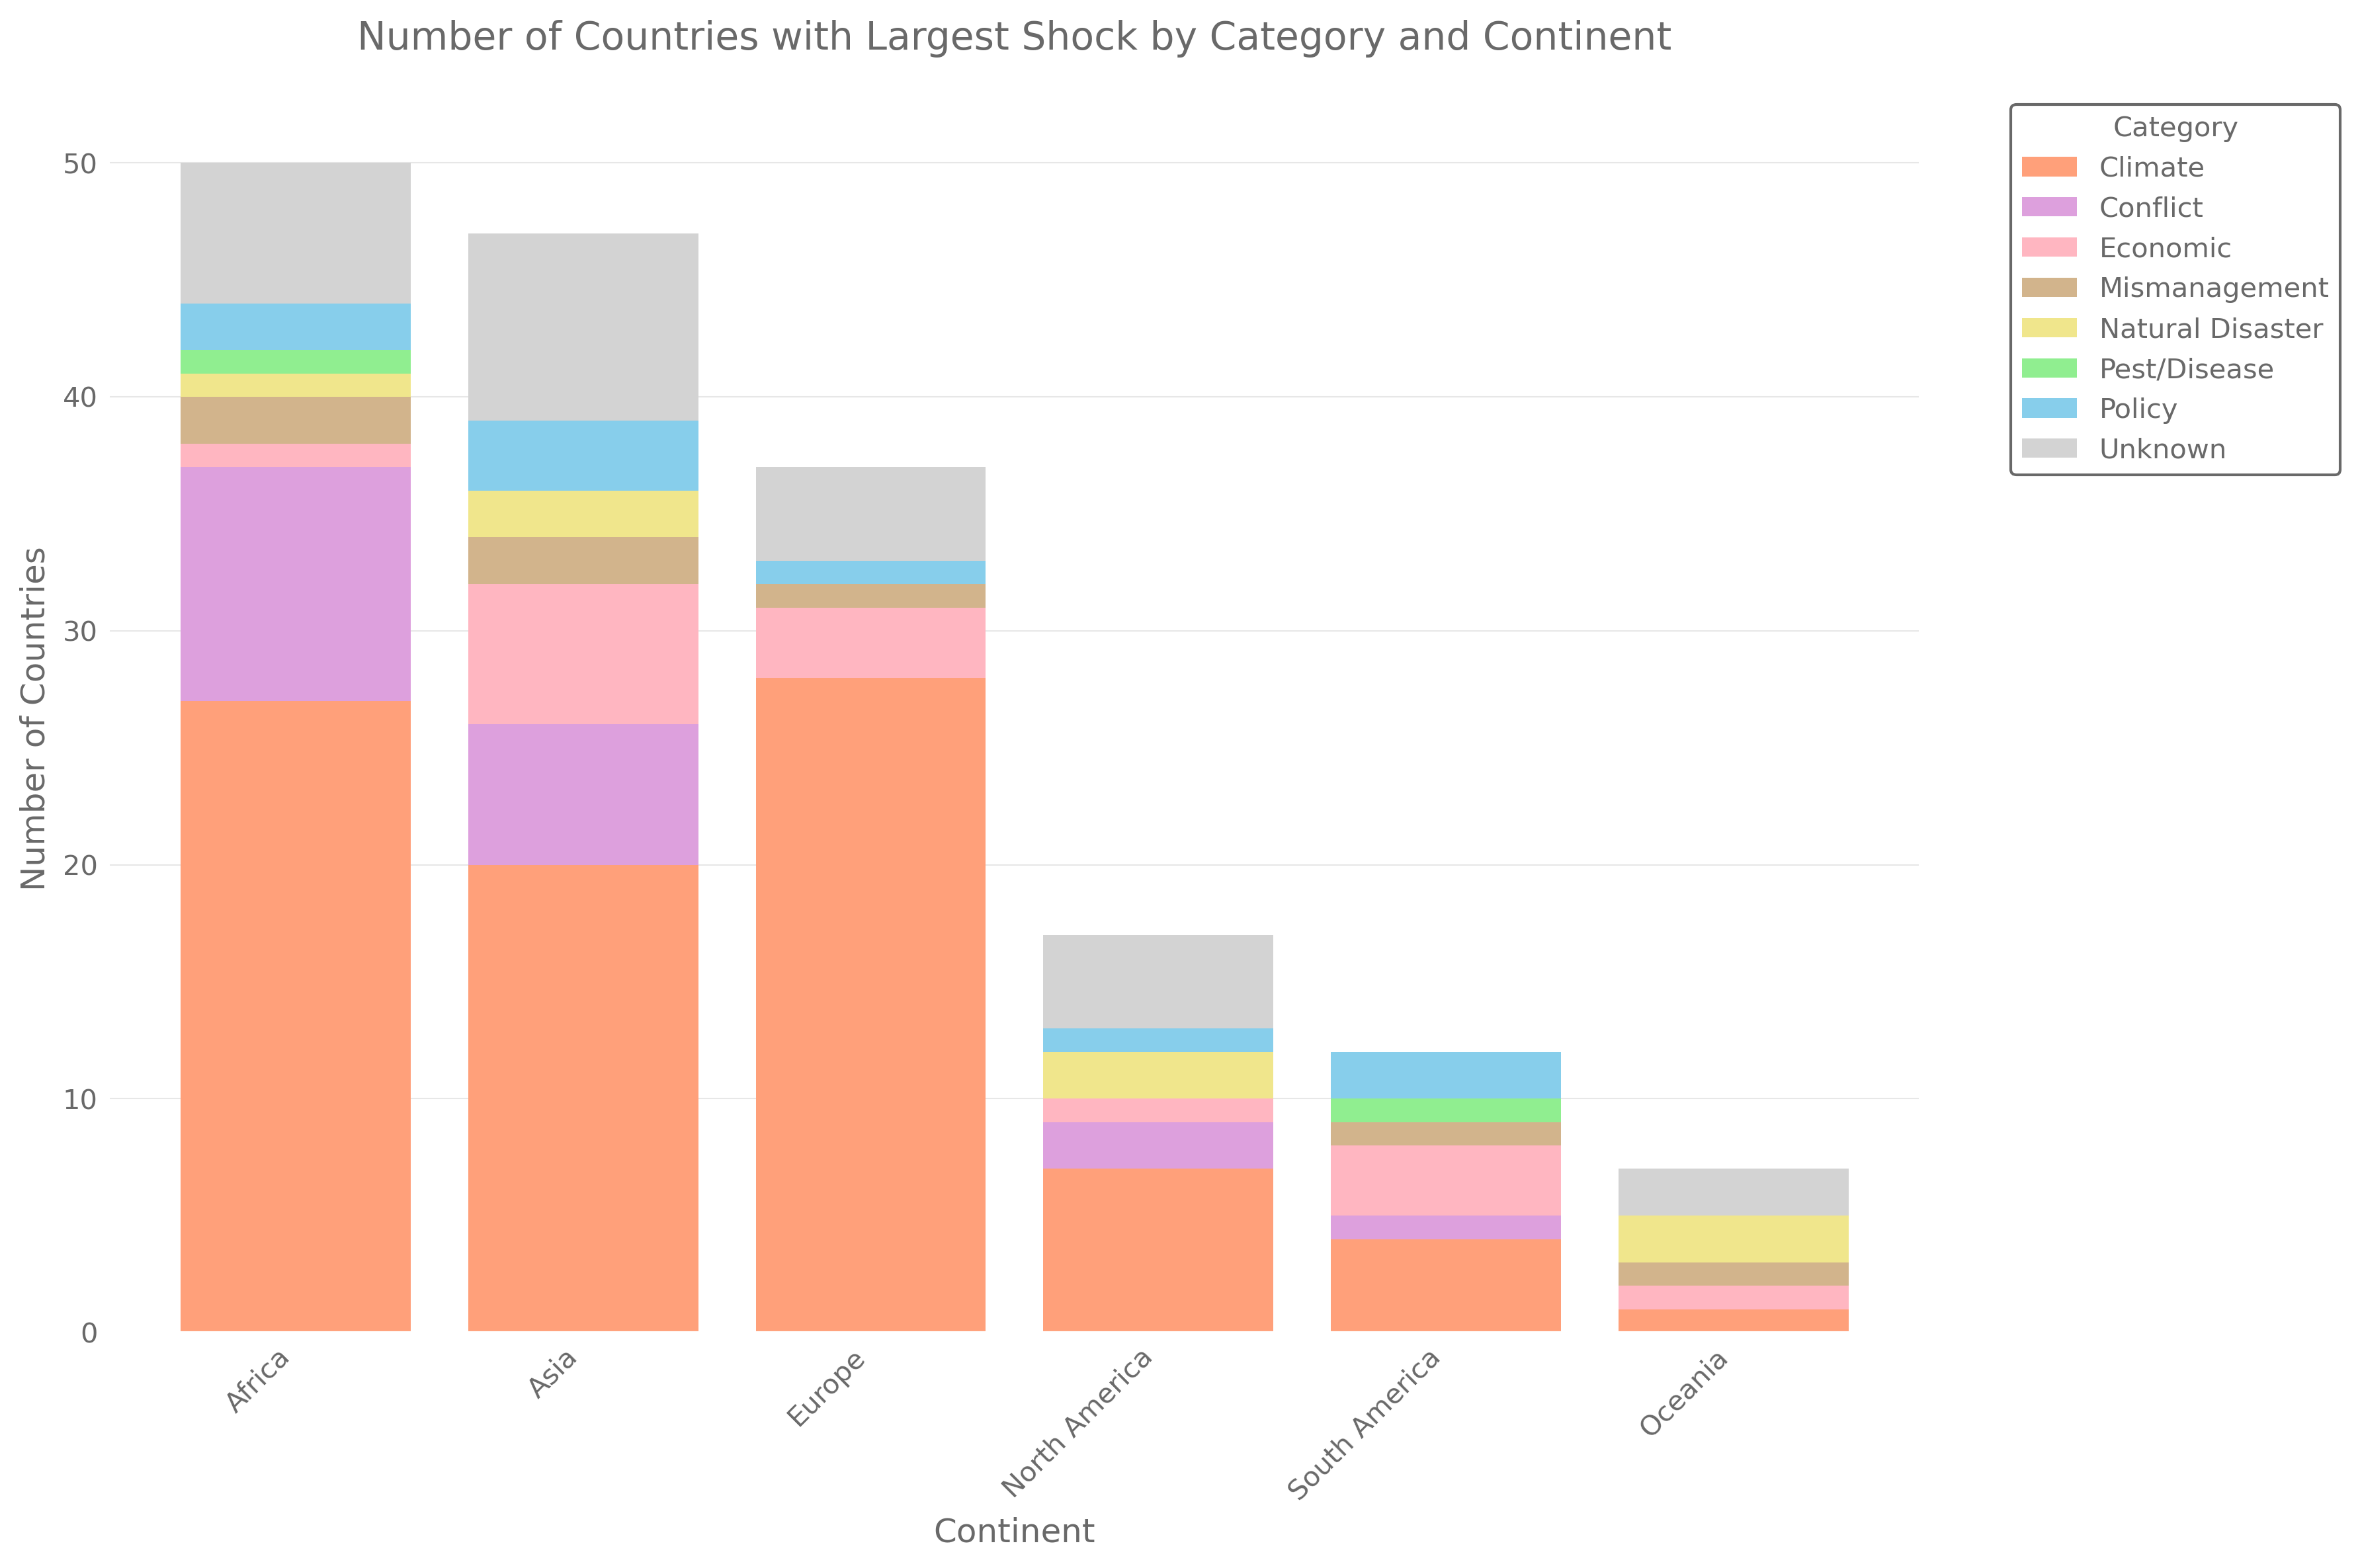 Number of Countries with Largest Shock by Category and Continent
Category
Climate
Conflict
Economic
Mismanagement
Natural Disaster
Pest/Disease
Policy
Unknown
Number of Countries
50
40
30
20
10
0
Africa
Asia
Europe
North America
South America
Oceania
Continent